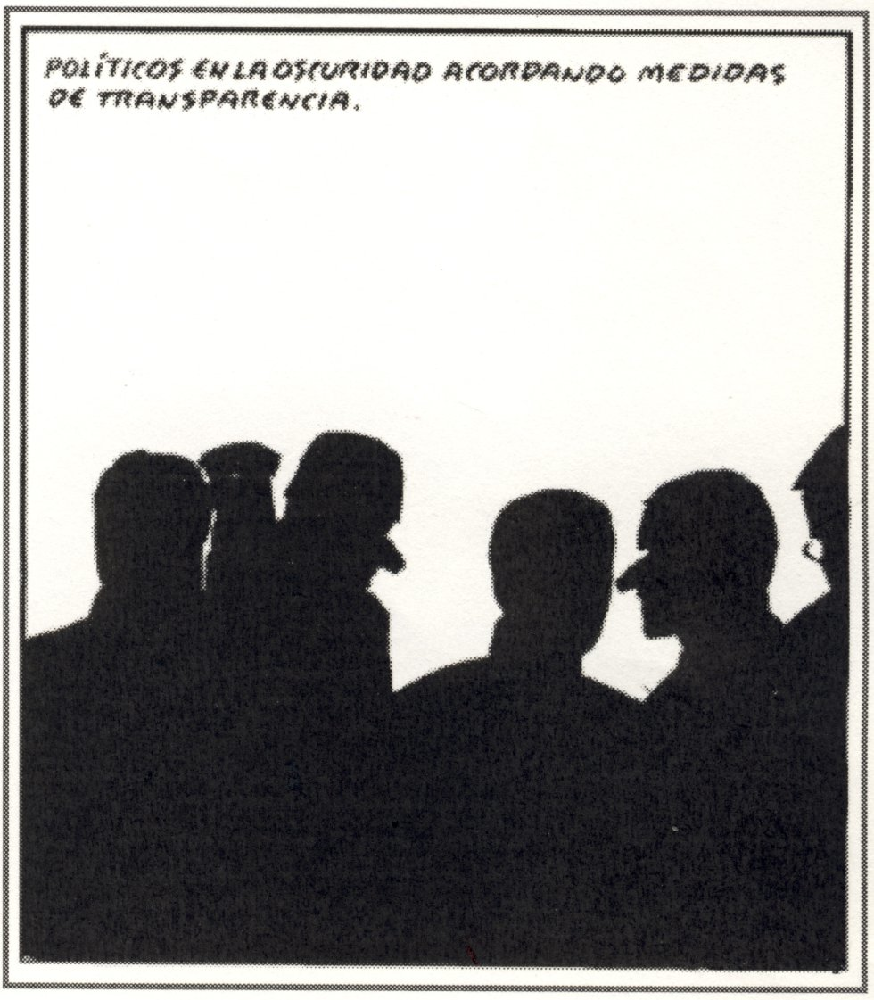 POLÍTICOS EN LA OSCURIDAD ACORDANDO MEDIDAS
DE TRANSPARENCIA.